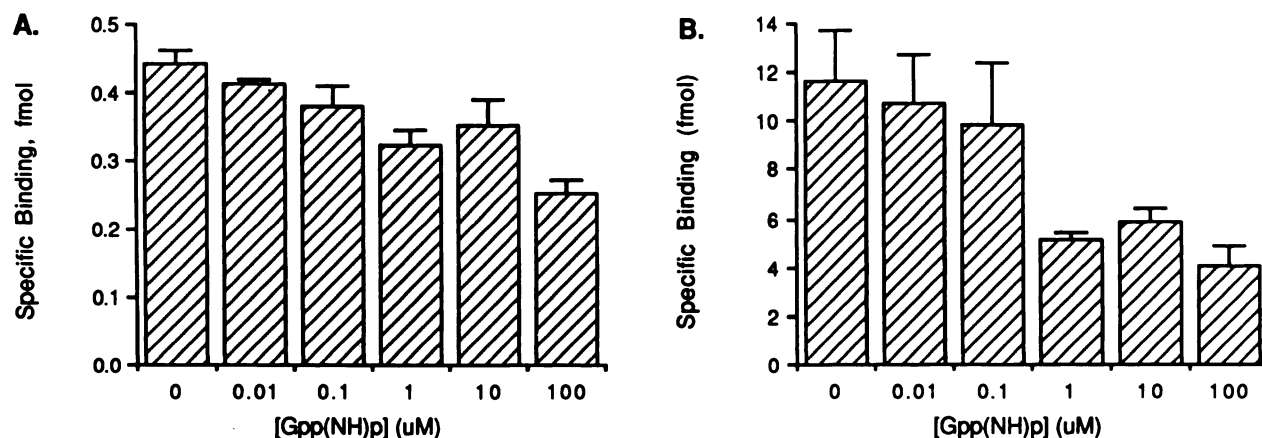 A.
Specific Binding, fmol
0.5
0.4
0.3
0.2
0.1
0.0
0 0.01 0.1 1 10 100
[Gpp(NH)p] (uM)
B.
Specific Binding (fmol)
14
12
10
8
6
4
2
0
0 0.01 0.1 1 10 100
[Gpp(NH)p] (uM)